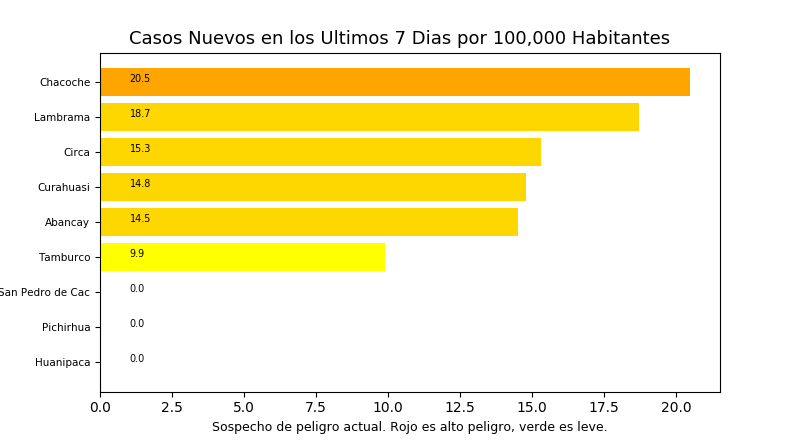 Casos Nuevos en los Ultimos 7 Dias por 100,000 Habitantes
Chacoche 20.5
Lambrama 18.7
Circa 15.3
Curahuasi 14.8
Abancay 14.5
Tamburco 9.9
San Pedro de Cac 0.0
Pichirhua 0.0
Huanipaca 0.0
0.0 2.5 5.0 7.5 10.0 12.5 15.0 17.5 20.0
Sospecho de peligro actual. Rojo es alto peligro, verde es leve.